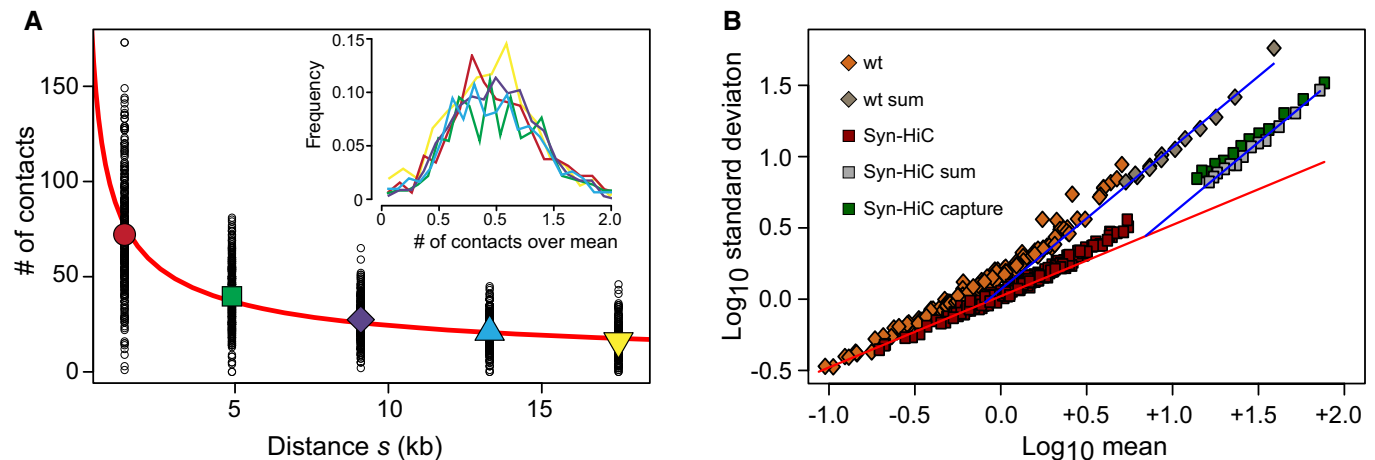 A
# of contacts
150
100
50
0
5
10
15
Distance s (kb)
Frequency
0.15
0.10
0.05
0
0
0.5
0.5
1.5
2.0
# of contacts over mean
B
Log10 standard deviaton
1.5
1.0
0.5
0.0
-0.5
wt
wt sum
Syn-HiC
Syn-HiC sum
Syn-HiC capture
-1.0
-0.5
0.0
+0.5
+1.0
+1.5
+2.0
Log10 mean